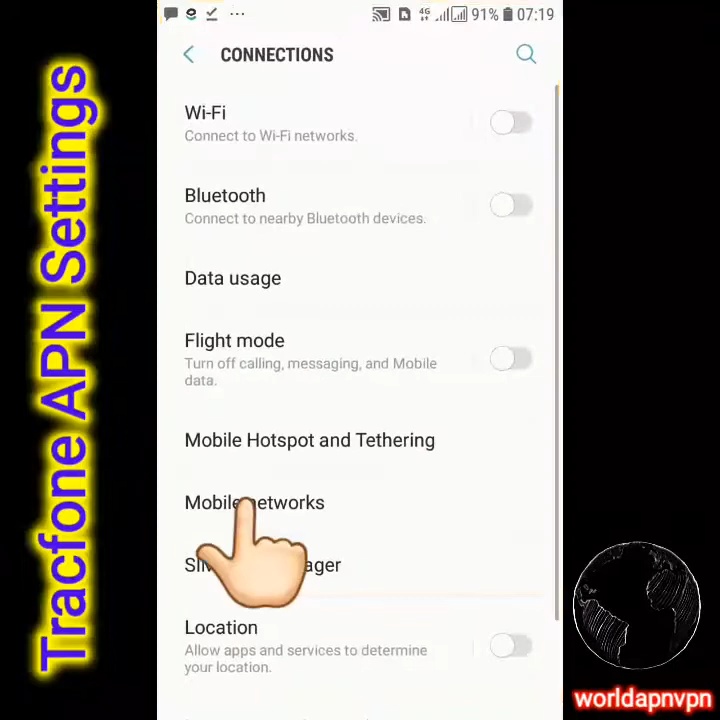 Tracfone APN Settings
4G 91% 07:19
CONNECTIONS
Wi-Fi
Connect to Wi-Fi networks.
Bluetooth
Connect to nearby Bluetooth devices.
Data usage
Flight mode
Turn off calling, messaging, and Mobile
data.
Mobile Hotspot and Tethering
Mobile networks
Location
Allow apps and services to determine
your location.
worldapnvpn